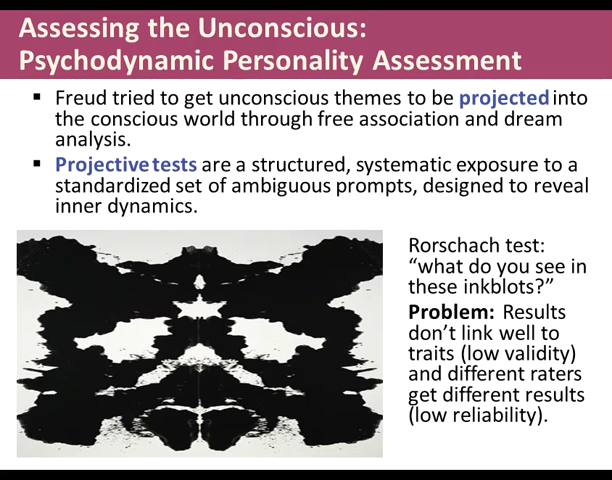 Assessing the Unconscious:
Psychodynamic Personality Assessment
▪ Freud tried to get unconscious themes to be projected into
the conscious world through free association and dream
analysis.
▪ Projective tests are a structured, systematic exposure to a
standardized set of ambiguous prompts, designed to reveal
inner dynamics.
Rorschach test:
“what do you see in
these inkblots?”
Problem: Results
don’t link well to
traits (low validity)
and different raters
get different results
(low reliability).